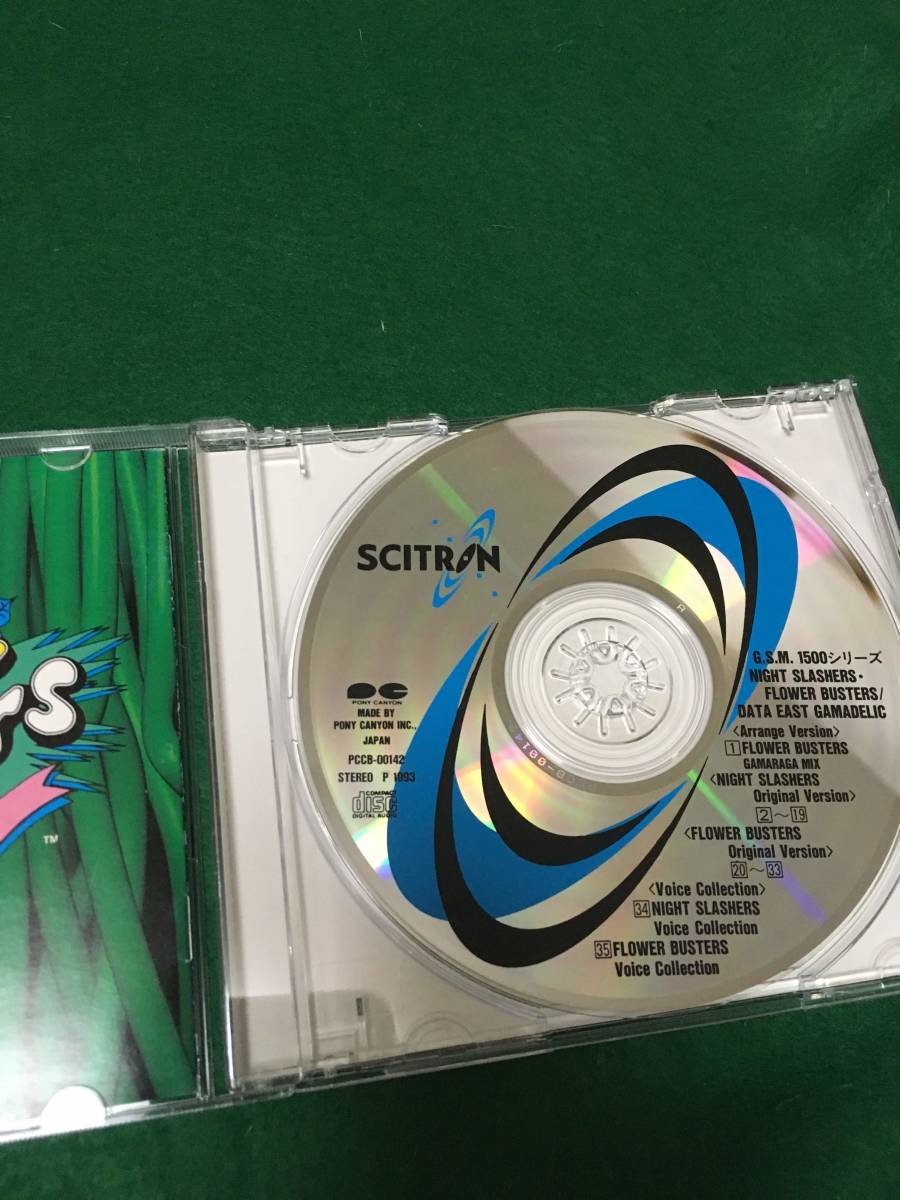 SCITRON
PONY CANYON
MADE BY
PONY CANYON INC.,
JAPAN
PCCB-00142
STEREO P 1993
COMPACT
disc
DIGITAL AUDIO
G.S.M. 1500シリーズ
NIGHT SLASHERS・
FLOWER BUSTERS/
DATA EAST GAMADELIC
〈Arrange Version〉
1 FLOWER BUSTERS
GAMARAGA MIX
〈NIGHT SLASHERS
Original Version〉
2〜19
〈FLOWER BUSTERS
Original Version〉
20〜33
〈Voice Collection〉
34 NIGHT SLASHERS
Voice Collection
35 FLOWER BUSTERS
Voice Collection
TM